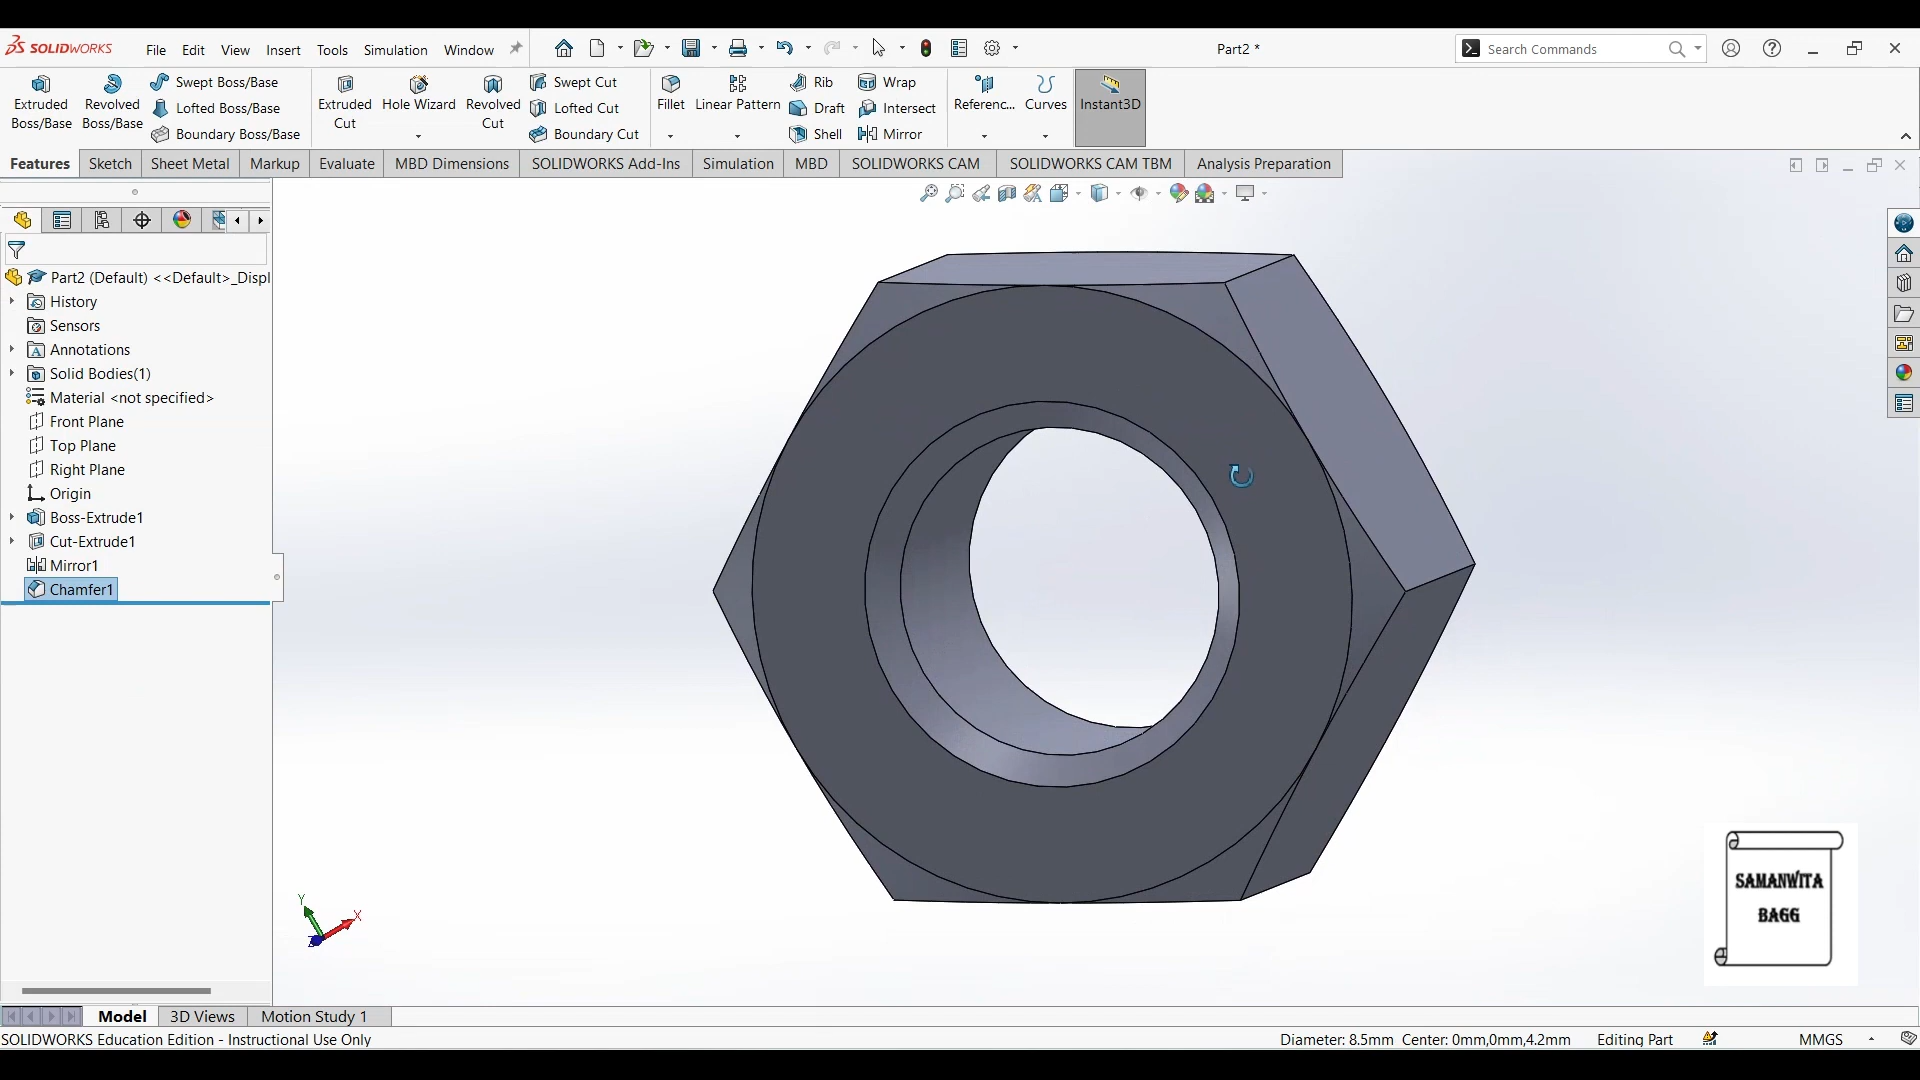 SOLIDWORKS File Edit View Insert Tools Simulation Window Part2 * Search Commands
Extruded Boss/Base
Revolved Boss/Base
Swept Boss/Base
Lofted Boss/Base
Boundary Boss/Base
Extruded Cut
Hole Wizard
Revolved Cut
Swept Cut
Lofted Cut
Boundary Cut
Fillet
Linear Pattern
Rib
Draft
Shell
Wrap
Intersect
Mirror
Referenc...
Curves
Instant3D
Features Sketch Sheet Metal Markup Evaluate MBD Dimensions SOLIDWORKS Add-Ins Simulation MBD SOLIDWORKS CAM SOLIDWORKS CAM TBM Analysis Preparation
Part2 (Default) <<Default>_Displ
History
Sensors
Annotations
Solid Bodies(1)
Material <not specified>
Front Plane
Top Plane
Right Plane
Origin
Boss-Extrude1
Cut-Extrude1
Mirror1
Chamfer1
Y
X
Z
SAMANWITA
BAGG
Model 3D Views Motion Study 1
SOLIDWORKS Education Edition - Instructional Use Only Diameter: 8.5mm Center: 0mm,0mm,4.2mm Editing Part MMGS